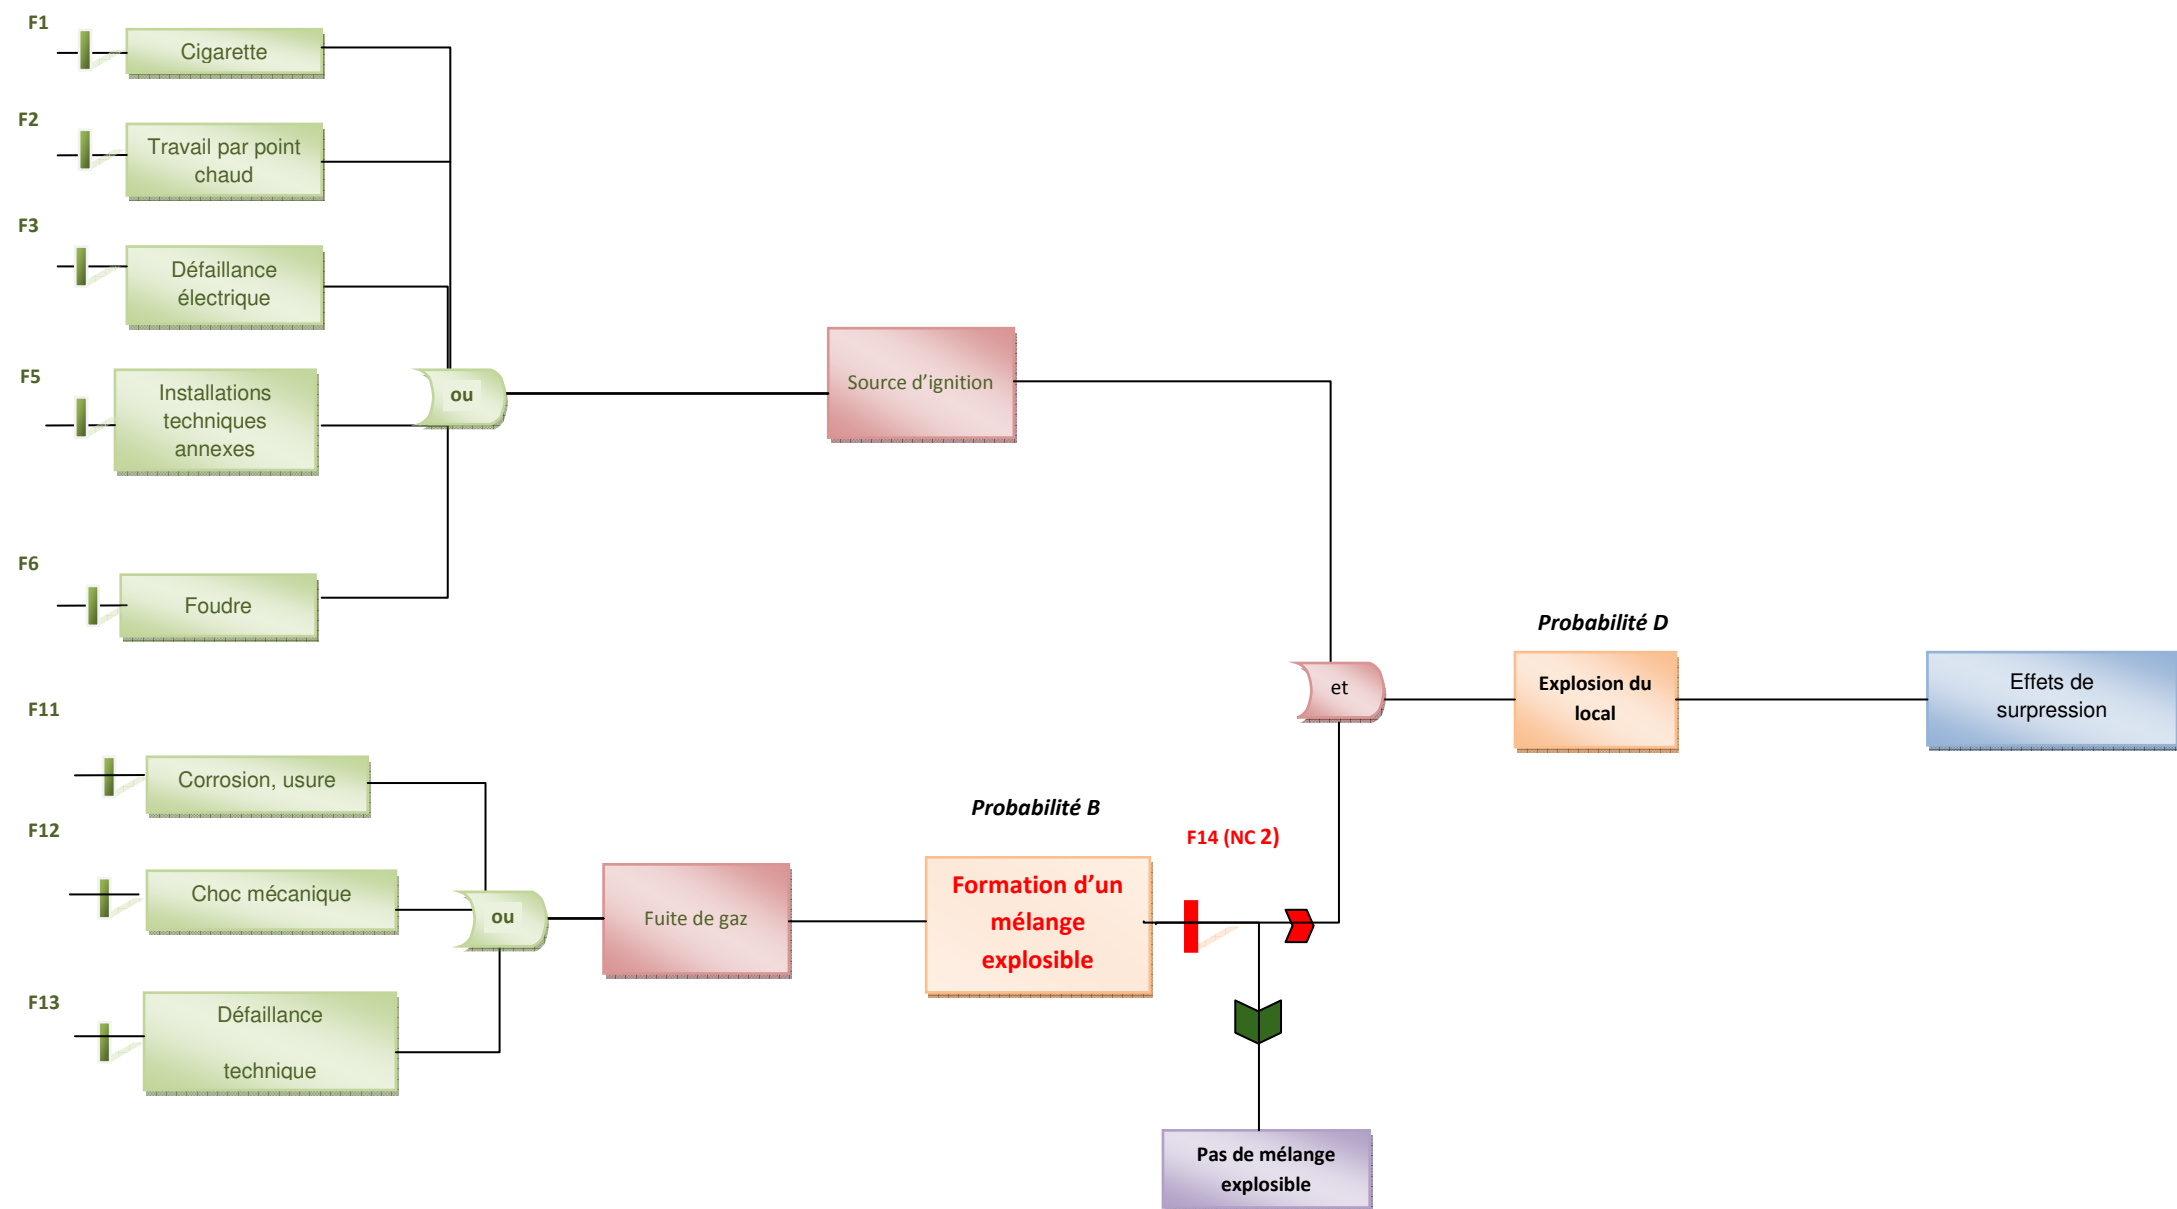 F1
Cigarette
F2
Travail par point
chaud
F3
Défaillance
électrique
F5
Installations
techniques
annexes
ou
Source d'ignition
F6
Foudre
Probabilité D
et
Explosion du
local
Effets de
surpression
F11
Corrosion, usure
F12
Choc mécanique
F13
Défaillance
technique
ou
Fuite de gaz
Probabilité B
Formation d'un
mélange
explosible
F14 (NC 2)
Pas de mélange
explosible